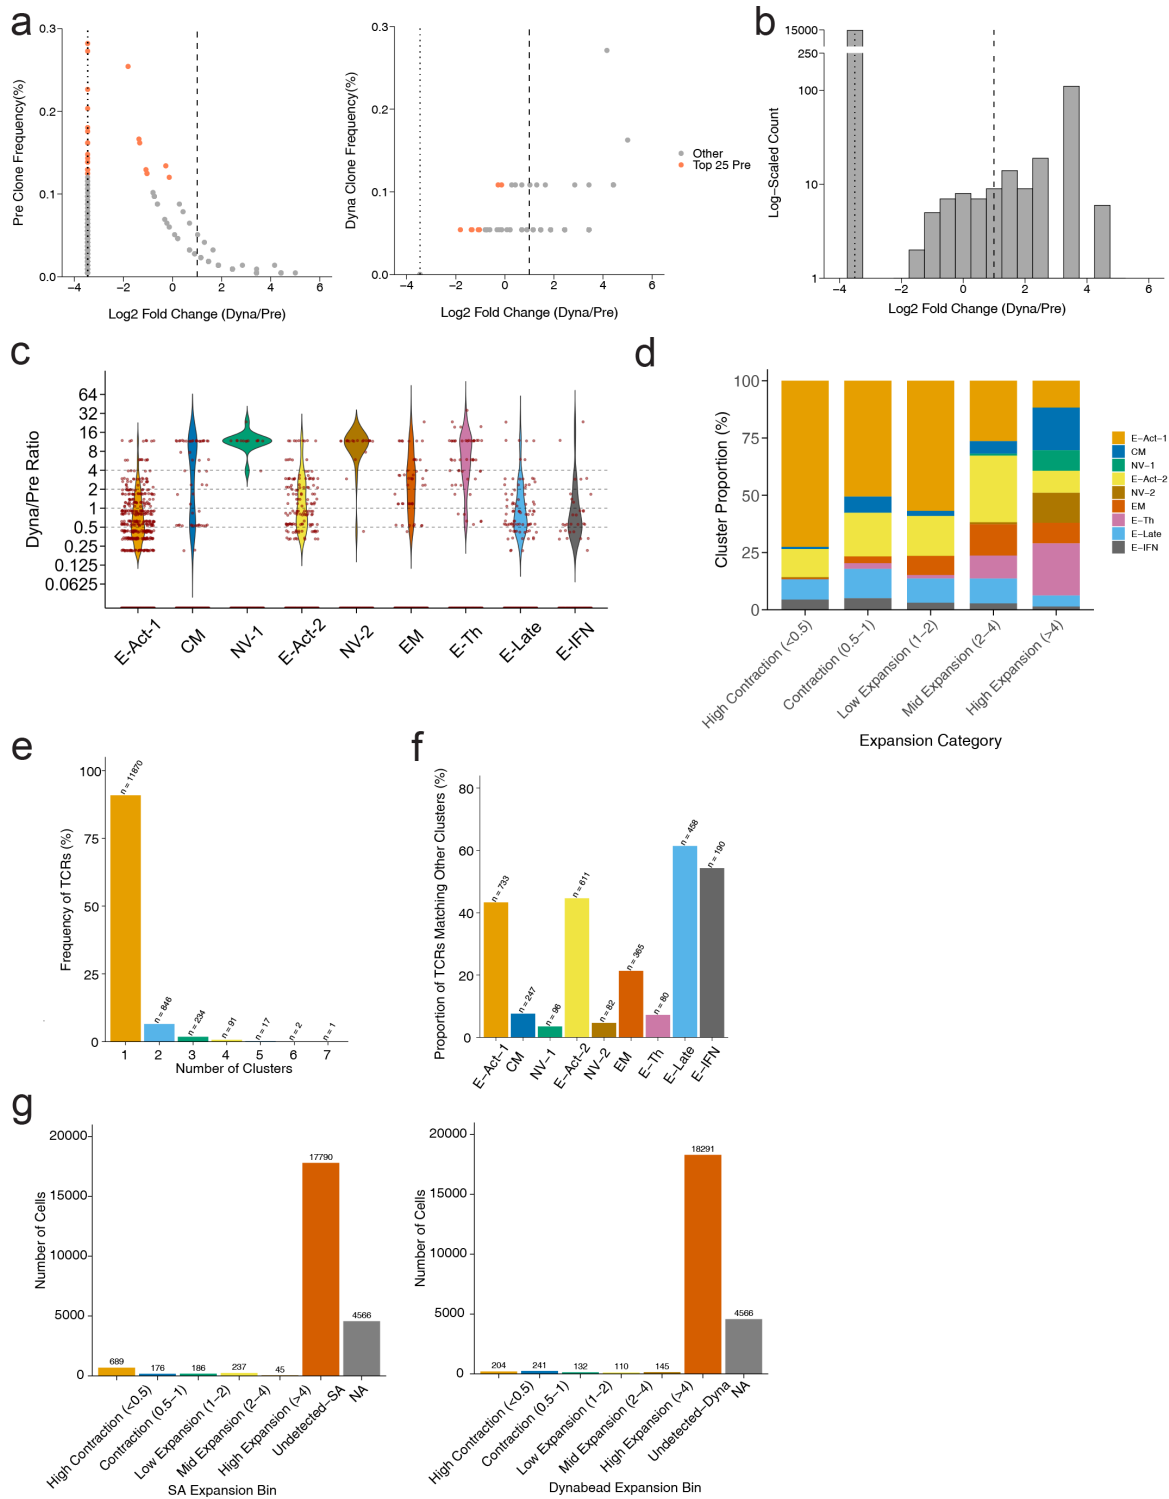 a
0.3
0.2
0.1
0.0
Pre Clone Frequency(%)
−4 −2 0 2 4 6
Log2 Fold Change (Dyna/Pre)
0.3
0.2
0.1
0.0
Dyna Clone Frequency(%)
−4 −2 0 2 4 6
Log2 Fold Change (Dyna/Pre)
Other
Top 25 Pre
b
15000
250
100
10
1
Log−Scaled Count
−4 −2 0 2 4 6
Log2 Fold Change (Dyna/Pre)
c
64
32
16
8
4
2
1
0.5
0.25
0.125
0.0625
Dyna/Pre Ratio
E-Act-1 CM NV-1 E-Act-2 NV-2 EM E-Th E-Late E-IFN
d
100
75
50
25
0
Cluster Proportion (%)
High Contraction (<0.5)
Contraction (0.5−1)
Low Expansion (1−2)
Mid Expansion (2−4)
High Expansion (>4)
Expansion Category
E−Act−1
CM
NV−1
E−Act−2
NV−2
EM
E−Th
E−Late
E−IFN
e
100
75
50
25
0
Frequency of TCRs (%)
n = 11870
n = 846
n = 234
n = 91
n = 17
n = 2
n = 1
1 2 3 4 5 6 7
Number of Clusters
f
80
60
40
20
0
Proportion of TCRs Matching Other Clusters (%)
n = 733
n = 247
n = 96
n = 611
n = 82
n = 365
n = 80
n = 458
n = 190
E−Act−1 CM NV−1 E−Act−2 NV−2 EM E−Th E−Late E−IFN
g
20000
15000
10000
5000
0
Number of Cells
689 176 186 237 45 17790 4566
High Contraction (<0.5)
Contraction (0.5−1)
Low Expansion (1−2)
Mid Expansion (2−4)
High Expansion (>4)
Undetected−SA
NA
SA Expansion Bin
20000
15000
10000
5000
0
Number of Cells
204 241 132 110 145 18291 4566
High Contraction (<0.5)
Contraction (0.5−1)
Low Expansion (1−2)
Mid Expansion (2−4)
High Expansion (>4)
Undetected−Dyna
NA
Dynabead Expansion Bin